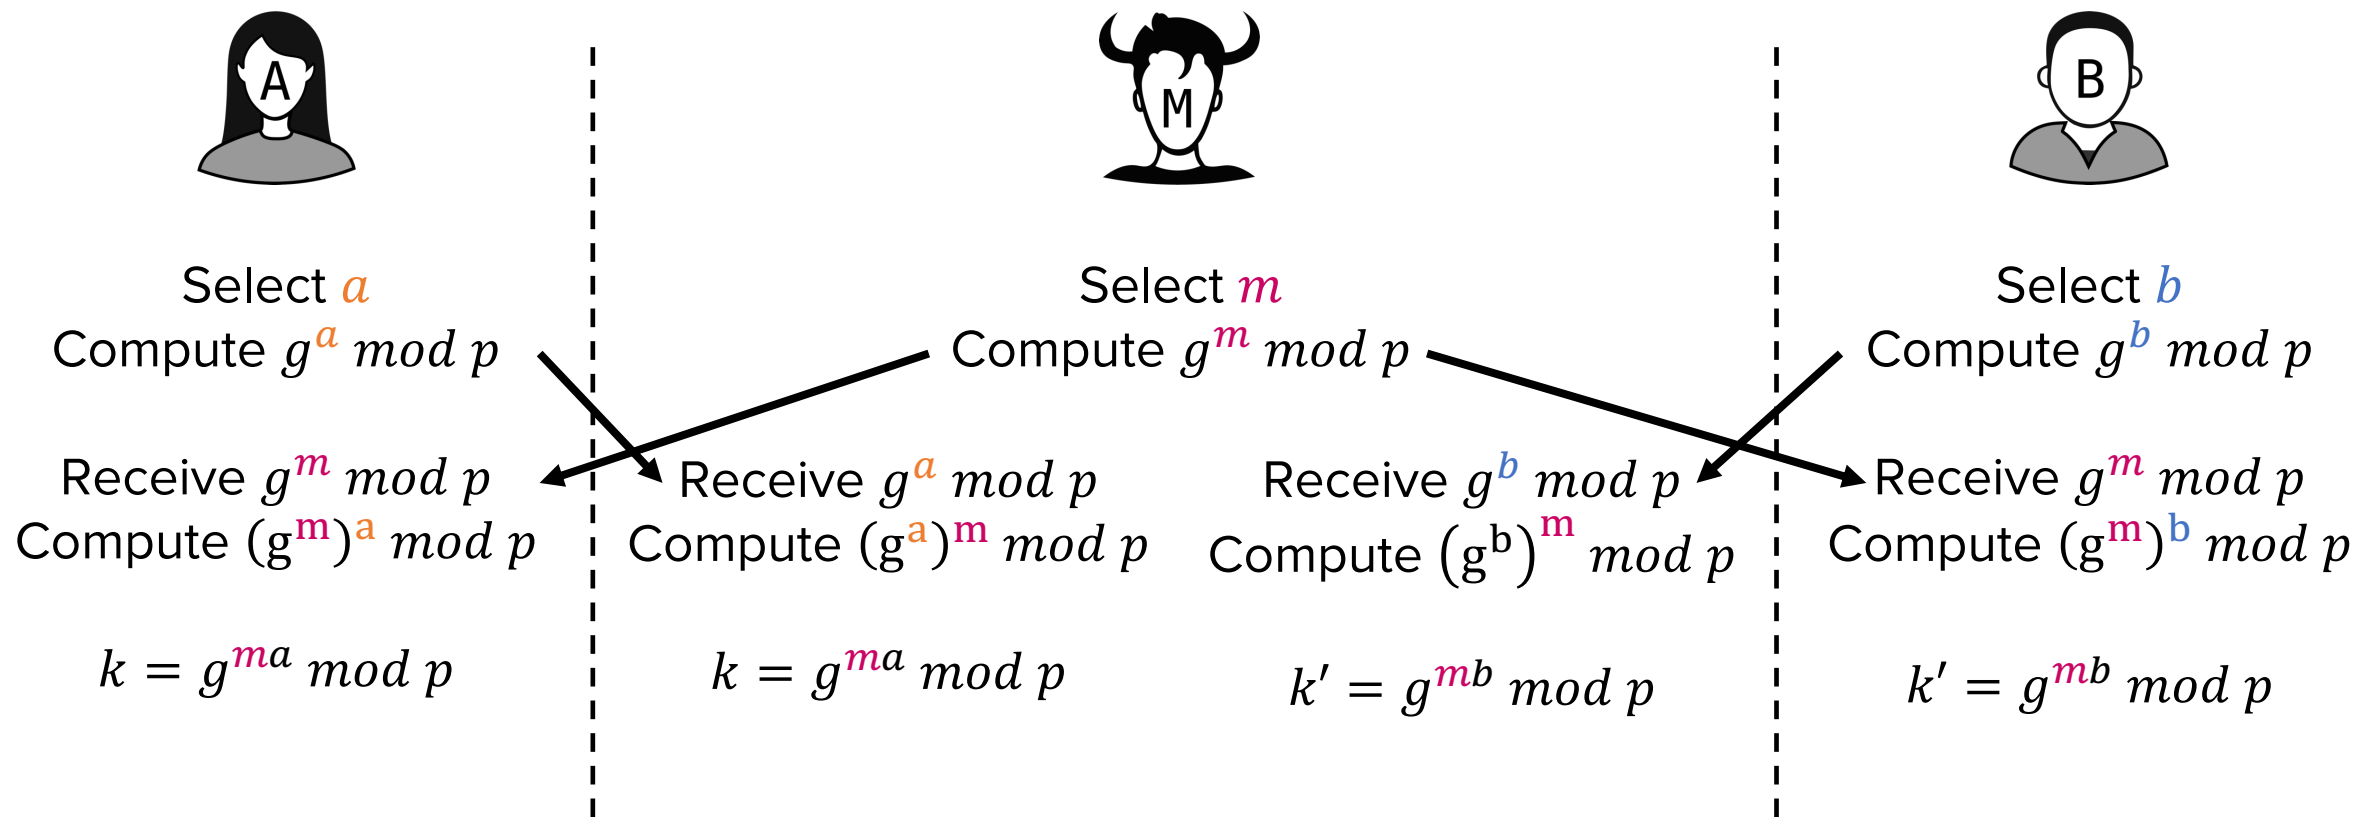 A
M
B
Select a
Compute g^a mod p
Select m
Compute g^m mod p
Select b
Compute g^b mod p
Receive g^m mod p
Compute (g^m)^a mod p
k = g^{ma} mod p
Receive g^a mod p
Compute (g^a)^m mod p
k = g^{ma} mod p
Receive g^b mod p
Compute (g^b)^m mod p
k′ = g^{mb} mod p
Receive g^m mod p
Compute (g^m)^b mod p
k′ = g^{mb} mod p